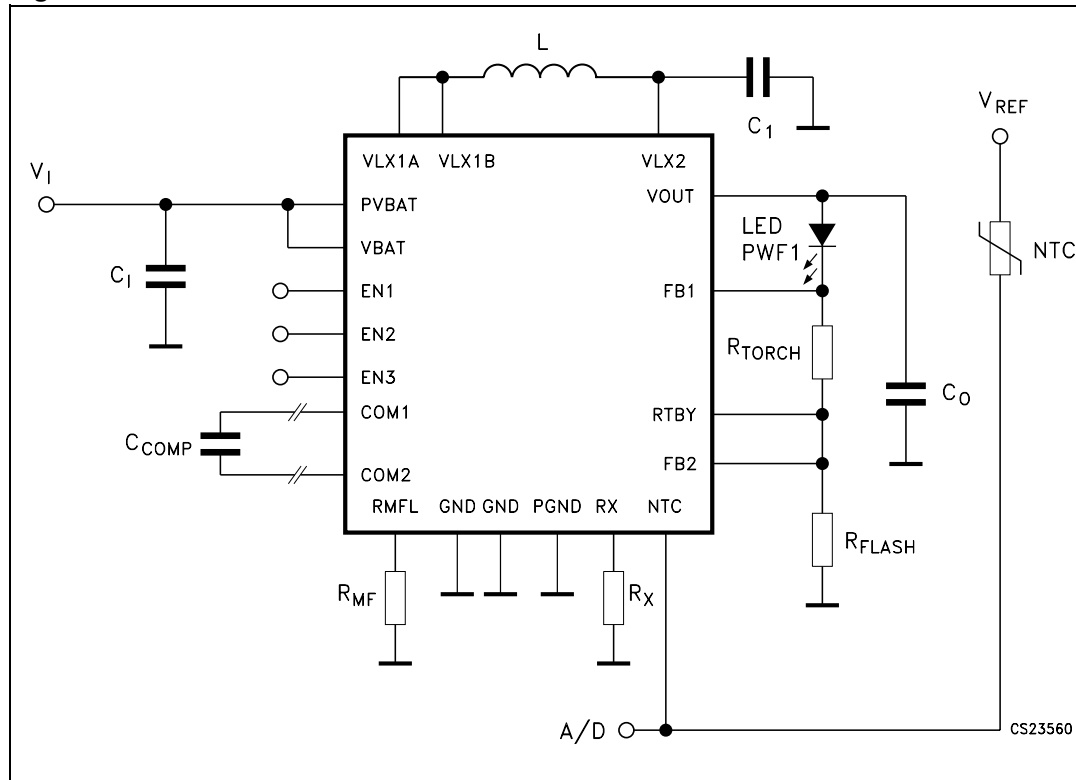 L
C1
VREF
VI
VLX1A VLX1B VLX2
PVBAT
VOUT
LED
PWF1
NTC
VBAT
CI
EN1
FB1
EN2
RTORCH
EN3
COM1
RTBY
CO
CCOMP
COM2
FB2
RMFL GND GND PGND RX NTC
RFLASH
RMF
RX
A/D
CS23560